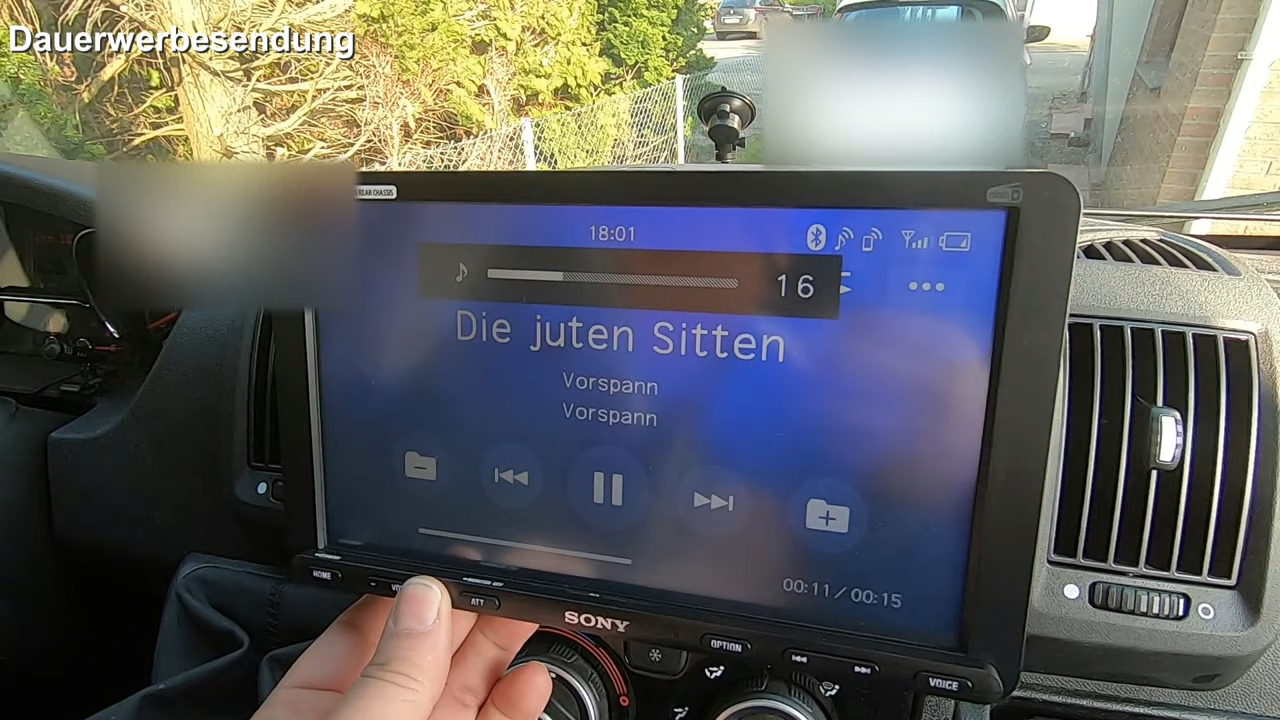 Dauerwerbesendung
REAR CHASSIS
18:01
16
Die juten Sitten
Vorspann
Vorspann
00:11/00:15
HOME
ATT
SONY
OPTION
VOICE